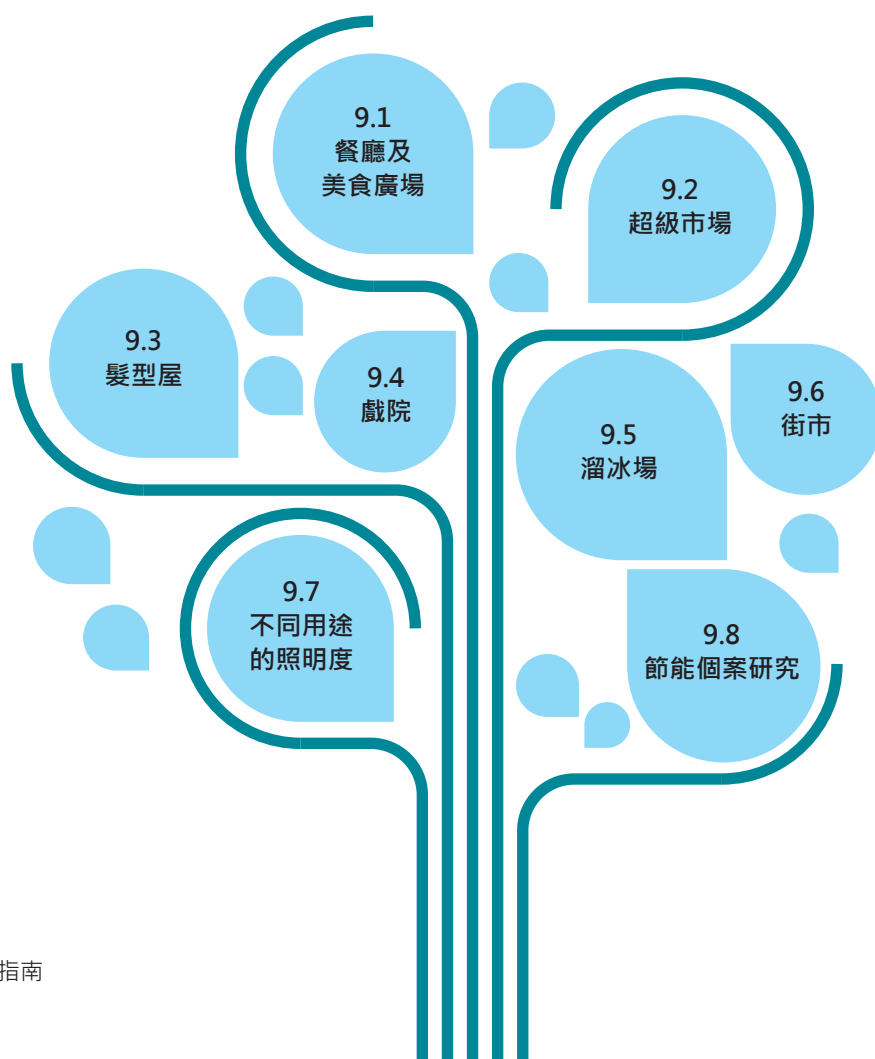 9.1
餐廳及
美食廣場
9.2
超級市場
9.3
髮型屋
9.4
戲院
9.5
溜冰場
9.6
街市
9.7
不同用途
的照明度
9.8
節能個案研究
指南